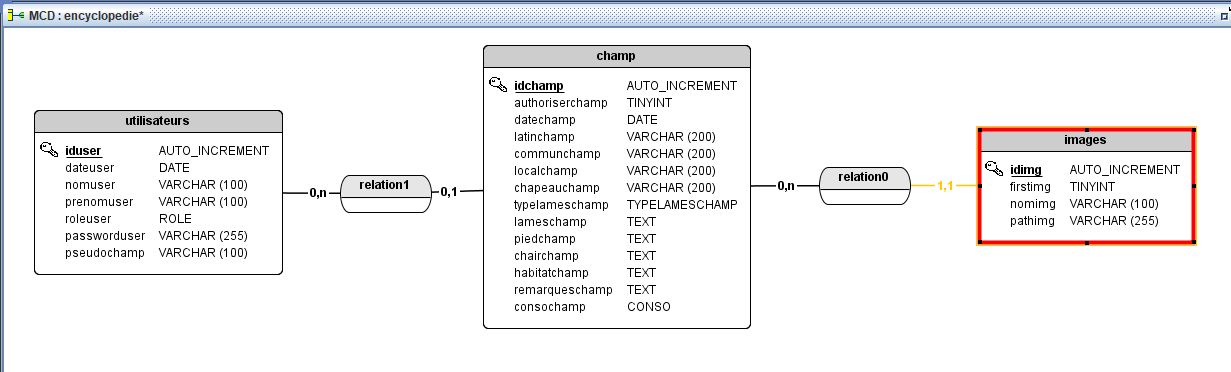 MCD : encyclopedie*
utilisateurs
iduser AUTO_INCREMENT
dateuser DATE
nomuser VARCHAR (100)
prenomuser VARCHAR (100)
roleuser ROLE
passworduser VARCHAR (255)
pseudochamp VARCHAR (100)
0,n
relation1
0,1
champ
idchamp AUTO_INCREMENT
authoriserchamp TINYINT
datechamp DATE
latinchamp VARCHAR (200)
communchamp VARCHAR (200)
localchamp VARCHAR (200)
chapeauchamp VARCHAR (200)
typelameschamp TYPELAMESCHAMP
lameschamp TEXT
piedchamp TEXT
chairchamp TEXT
habitatchamp TEXT
remarqueschamp TEXT
consochamp CONSO
0,n
relation0
1,1
images
idimg AUTO_INCREMENT
firstimg TINYINT
nomimg VARCHAR (100)
pathimg VARCHAR (255)